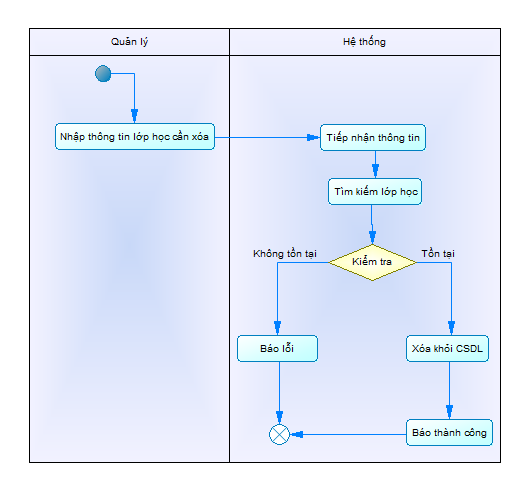 Quản lý
Hệ thống
Nhập thông tin lớp học cần xóa
Tiếp nhận thông tin
Tìm kiếm lớp học
Không tồn tại
Kiểm tra
Tồn tại
Báo lỗi
Xóa khỏi CSDL
Báo thành công